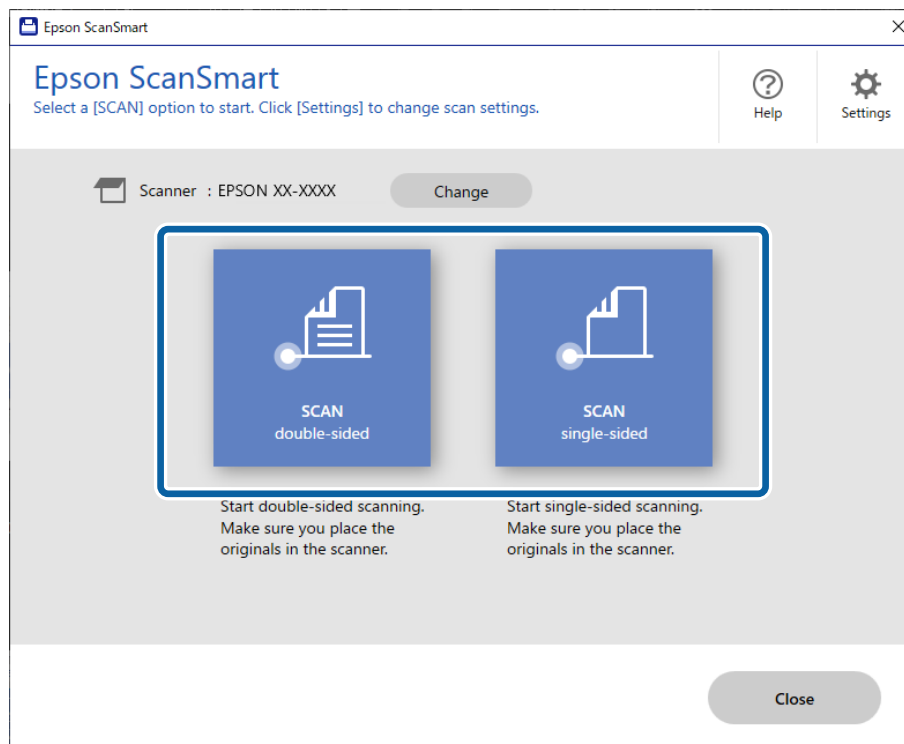 Epson ScanSmart
Epson ScanSmart
Select a [SCAN] option to start. Click [Settings] to change scan settings.
Help
Settings
Scanner : EPSON XX-XXXX
Change
SCAN
double-sided
SCAN
single-sided
Start double-sided scanning.
Make sure you place the
originals in the scanner.
Start single-sided scanning.
Make sure you place the
originals in the scanner.
Close